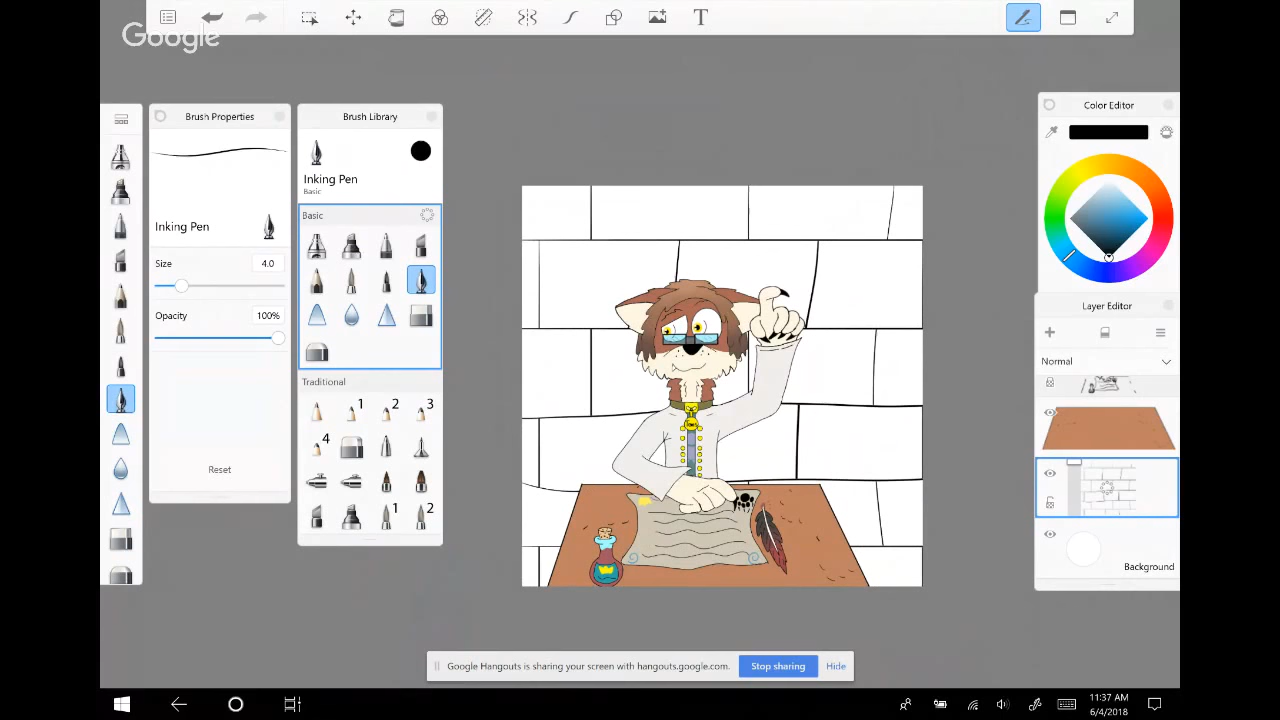 Google
T
Brush Properties
Inking Pen
Size
4.0
Opacity
100%
Reset
Brush Library
Inking Pen
Basic
Basic
Traditional
1
2
3
4
1
2
Color Editor
Layer Editor
Normal
Background
Google Hangouts is sharing your screen with hangouts.google.com.
Stop sharing
Hide
11:37 AM
6/4/2018